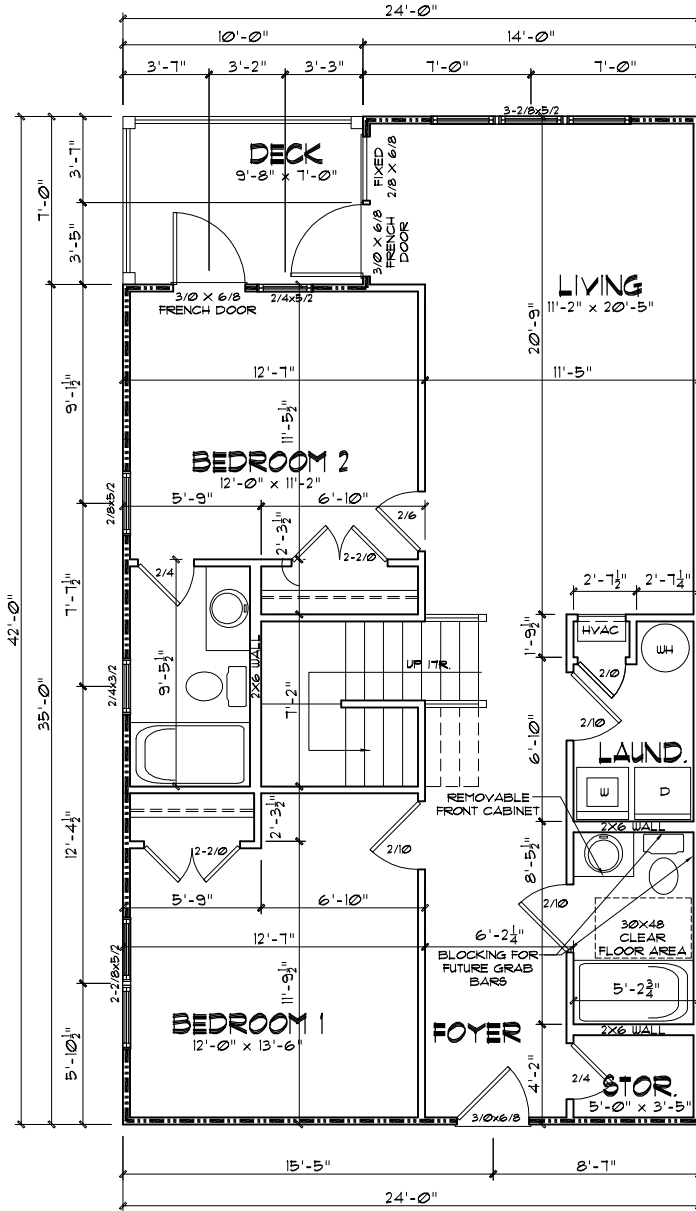 24'-0"
10'-0" 14'-0"
3'-7" 3'-2" 3'-3" 7'-0" 7'-0"
3-2/8x5/2
DECK
9'-8" x 7'-0"
FIXED
2/8 X 6/8
3/0 X 6/8
FRENCH
DOOR
3'-7"
7'-0"
3'-5"
3/0 X 6/8
FRENCH DOOR
2/4x5/2
LIVING
11'-2" x 20'-5"
20'-9"
12'-7" 11'-5"
9'-1½"
11'-5½"
BEDROOM 2
12'-0" x 11'-2"
5'-9" 6'-10"
2/8x5/2
2/6
2'-3½"
2-2/0
2/4
2'-7½" 2'-7¼"
7'-7½"
42'-0"
35'-0"
1'-9½"
HVAC
WH
2/0
9'-5½"
2X6 WALL
7'-2"
UP 17R.
2/4x3/2
2/10
6'-10"
LAUND.
W D
REMOVABLE
FRONT CABINET
2X6 WALL
2'-3½"
12'-4½"
2-2/0
2/10
8'-5½"
5'-9" 6'-10"
2/10
30X48
CLEAR
FLOOR AREA
12'-7" 6'-2¼"
BLOCKING FOR
FUTURE GRAB
BARS
2-2/8x5/2
11'-9½"
5'-2¾"
BEDROOM 1
12'-0" x 13'-6"
FOYER
2X6 WALL
5'-10½"
4'-2"
2/4
STOR.
5'-0" x 3'-5"
3/0x6/8
15'-5" 8'-7"
24'-0"